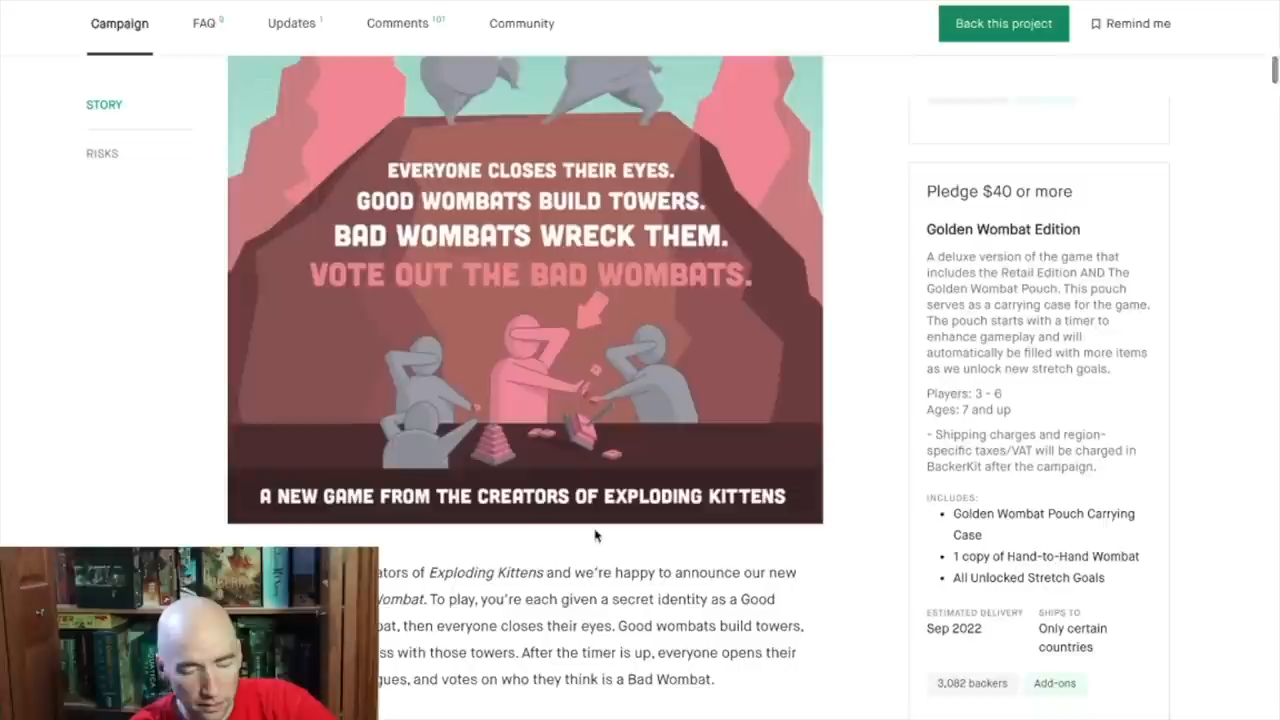 Campaign
FAQ 9
Updates 1
Comments 107
Community
Back this project
Remind me
STORY
RISKS
EVERYONE CLOSES THEIR EYES.
GOOD WOMBATS BUILD TOWERS.
BAD WOMBATS WRECK THEM.
VOTE OUT THE BAD WOMBATS.
A NEW GAME FROM THE CREATORS OF EXPLODING KITTENS
ators of Exploding Kittens and we're happy to announce our new
Wombat. To play, you're each given a secret identity as a Good
bat, then everyone closes their eyes. Good wombats build towers,
ss with those towers. After the timer is up, everyone opens their
gues, and votes on who they think is a Bad Wombat.
Pledge $40 or more
Golden Wombat Edition
A deluxe version of the game that
includes the Retail Edition AND The
Golden Wombat Pouch. This pouch
serves as a carrying case for the game.
The pouch starts with a timer to
enhance gameplay and will
automatically be filled with more items
as we unlock new stretch goals.
Players: 3 - 6
Ages: 7 and up
- Shipping charges and region-
specific taxes/VAT will be charged in
BackerKit after the campaign.
INCLUDES:
• Golden Wombat Pouch Carrying
Case
• 1 copy of Hand-to-Hand Wombat
• All Unlocked Stretch Goals
ESTIMATED DELIVERY
Sep 2022
SHIPS TO
Only certain
countries
3,082 backers
Add-ons